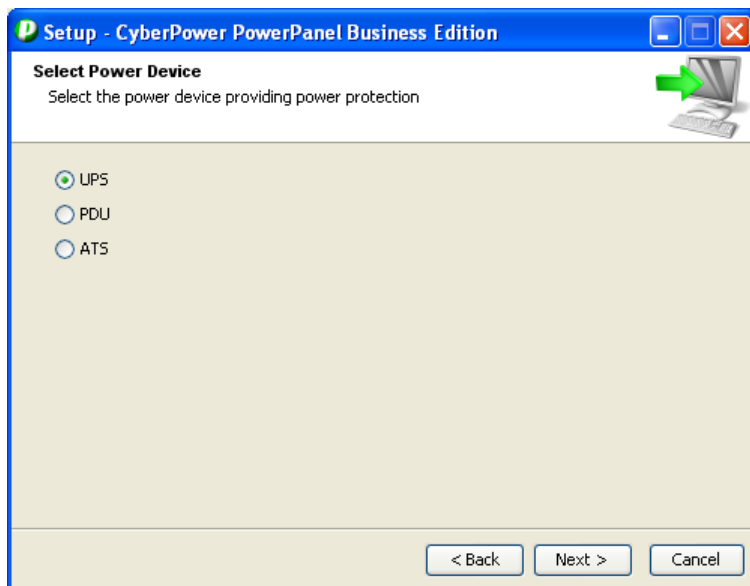 Setup - CyberPower PowerPanel Business Edition
Select Power Device
Select the power device providing power protection
UPS
PDU
ATS
< Back Next > Cancel